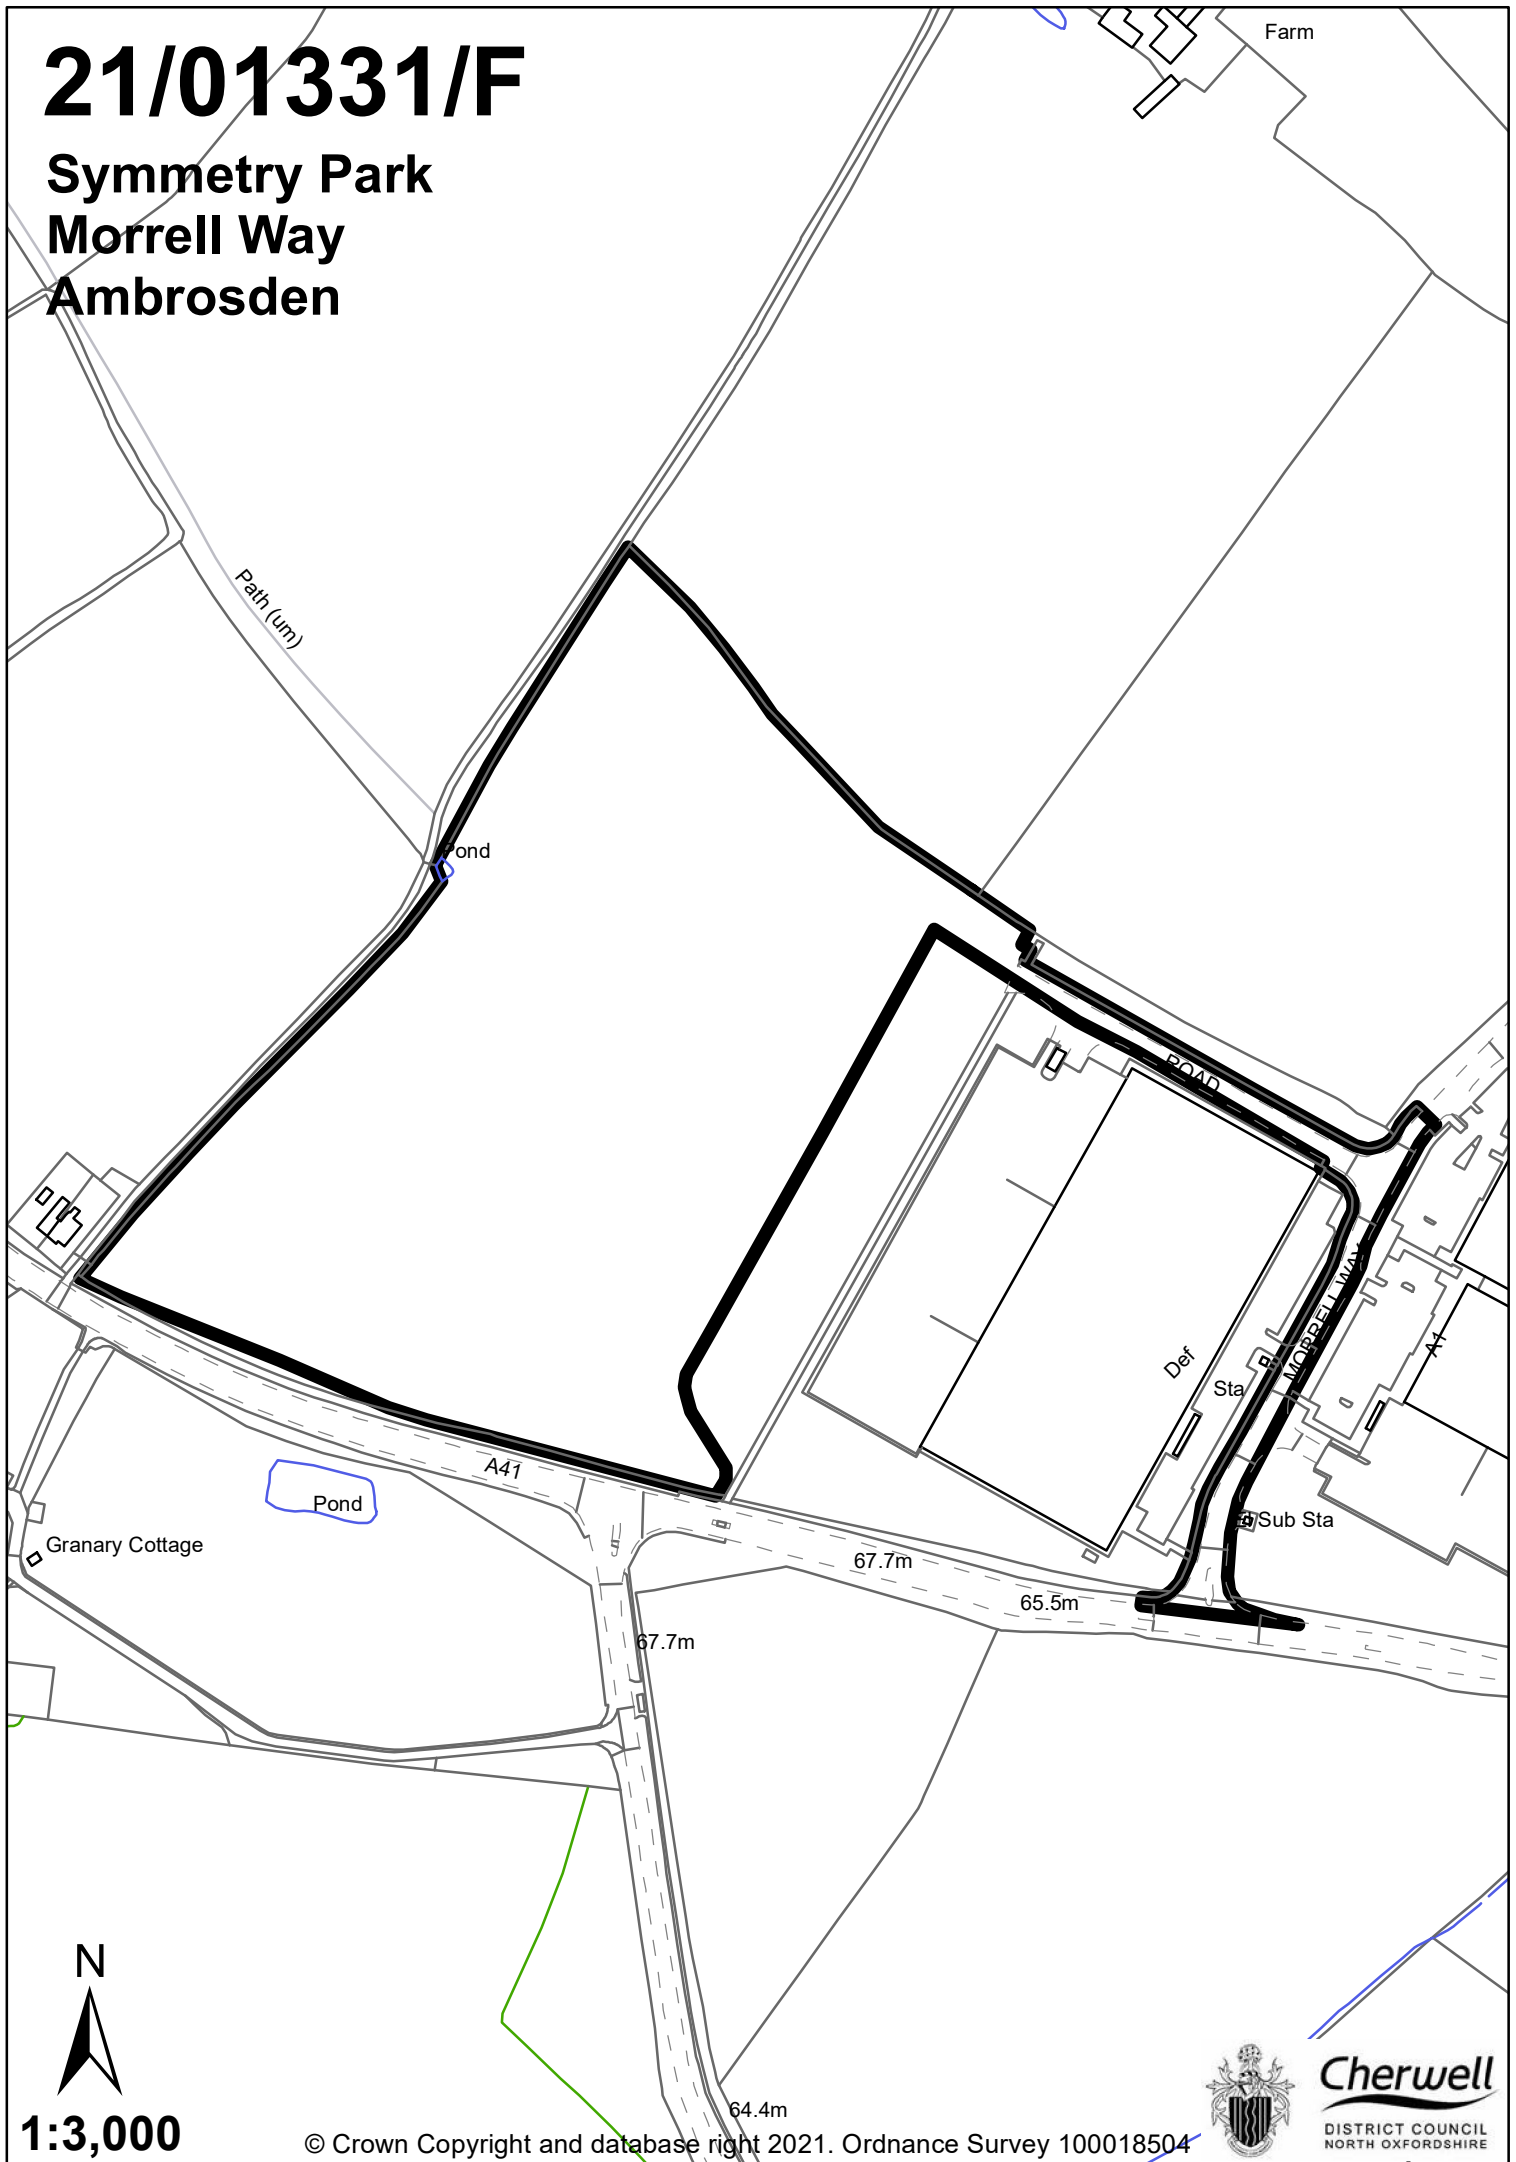 21/01331/F
Symmetry Park
Morrell Way
Ambrosden
Farm
Path (um)
Pond
ROAD
MORRELL WAY
A1
Def
Sta
A41
Pond
Sub Sta
Granary Cottage
67.7m
65.5m
67.7m
N
64.4m
1:3,000
© Crown Copyright and database right 2021. Ordnance Survey 100018504
Cherwell
DISTRICT COUNCIL
NORTH OXFORDSHIRE